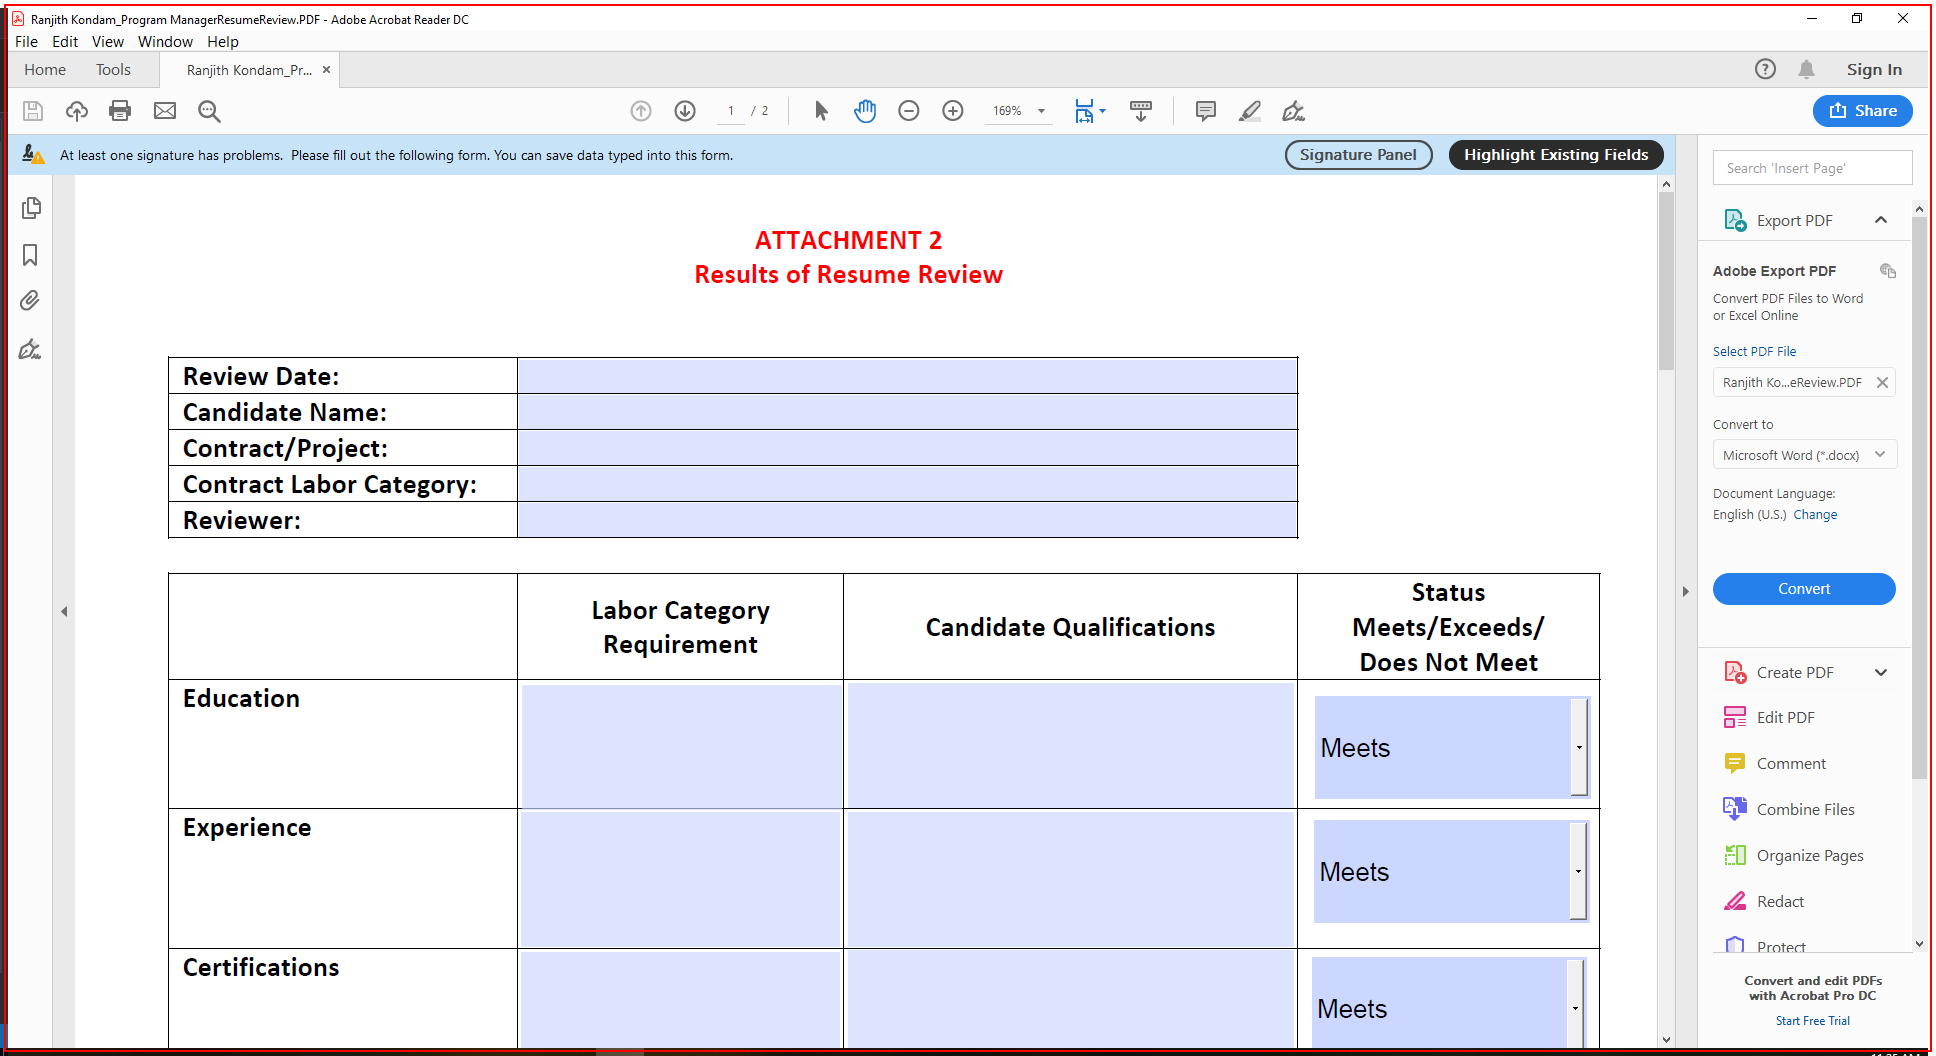 Ranjith Kondam_Program ManagerResumeReview.PDF - Adobe Acrobat Reader DC
File Edit View Window Help
Home Tools Ranjith Kondam_Pr... × Sign In
1 / 2 169% Share
At least one signature has problems. Please fill out the following form. You can save data typed into this form. Signature Panel Highlight Existing Fields
Search 'Insert Page'
ATTACHMENT 2
Results of Resume Review
Review Date:
Candidate Name:
Contract/Project:
Contract Labor Category:
Reviewer:
Labor Category
Requirement
Candidate Qualifications
Status
Meets/Exceeds/
Does Not Meet
Education
Meets
Experience
Meets
Certifications
Meets
Export PDF
Adobe Export PDF
Convert PDF Files to Word
or Excel Online
Select PDF File
Ranjith Ko...eReview.PDF
Convert to
Microsoft Word (*.docx)
Document Language:
English (U.S.) Change
Convert
Create PDF
Edit PDF
Comment
Combine Files
Organize Pages
Redact
Protect
Convert and edit PDFs
with Acrobat Pro DC
Start Free Trial